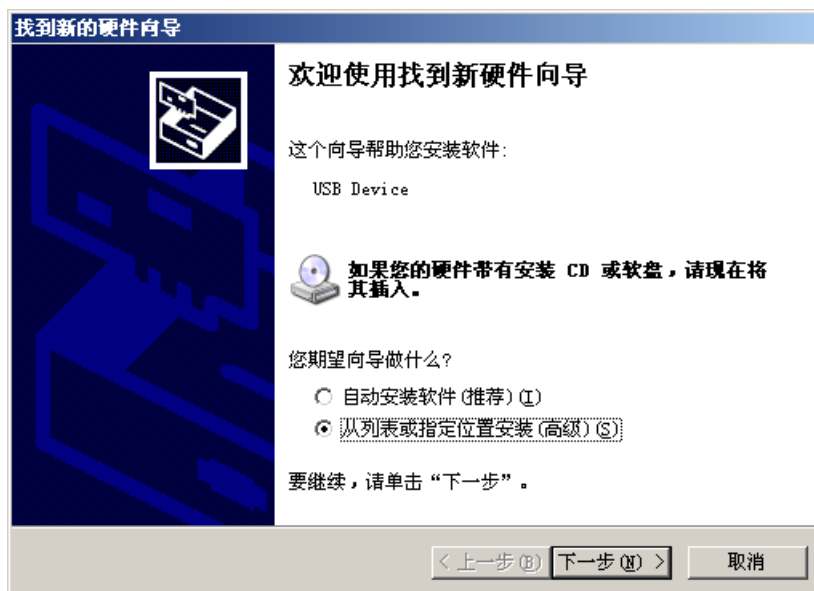 找到新的硬件向导
欢迎使用找到新硬件向导
这个向导帮助您安装软件:
USB Device
如果您的硬件带有安装 CD 或软盘，请现在将
其插入。
您期望向导做什么?
自动安装软件(推荐)(I)
从列表或指定位置安装(高级)(S)
要继续，请单击“下一步”。
< 上一步(B) 下一步(N) > 取消